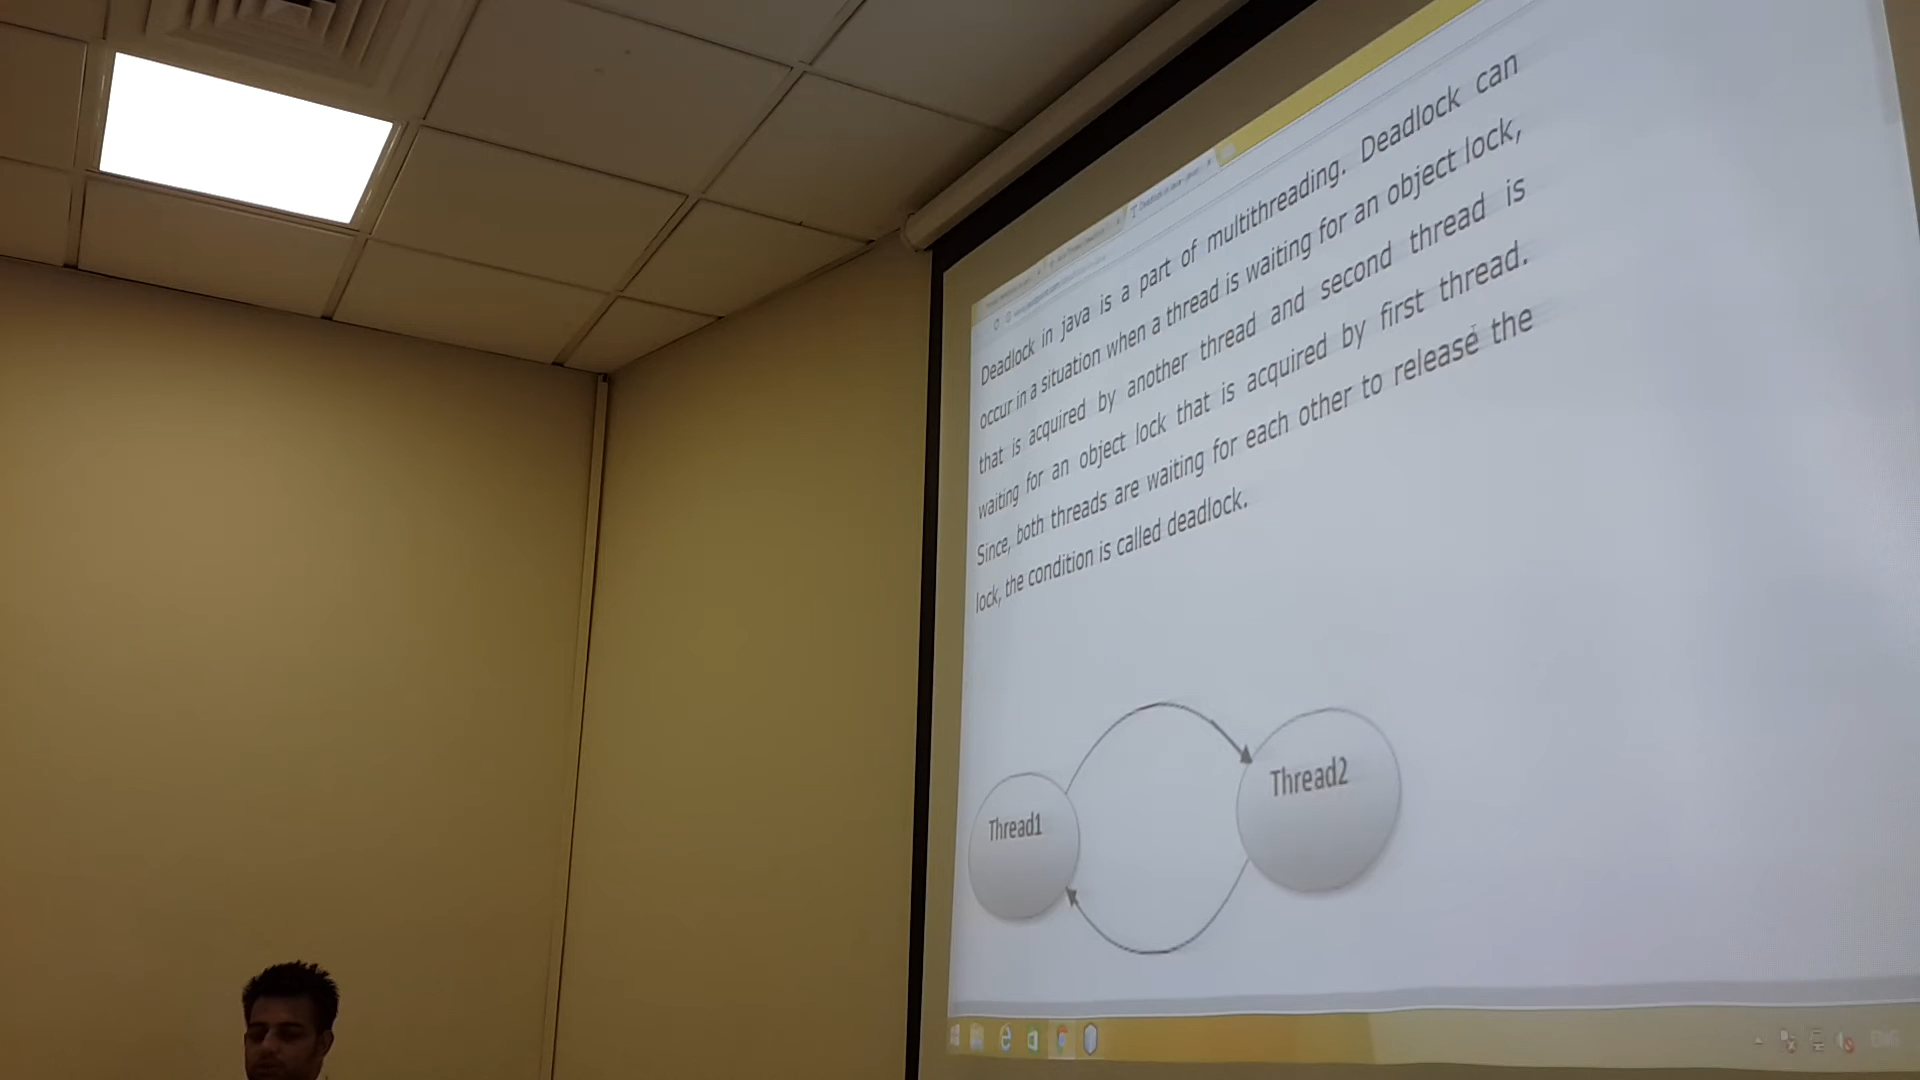 Deadlock in java is a part of multithreading. Deadlock can
occur in a situation when a thread is waiting for an object lock,
that is acquired by another thread and second thread is
waiting for an object lock that is acquired by first thread.
Since, both threads are waiting for each other to release the
lock, the condition is called deadlock.
Thread1
Thread2
ENG